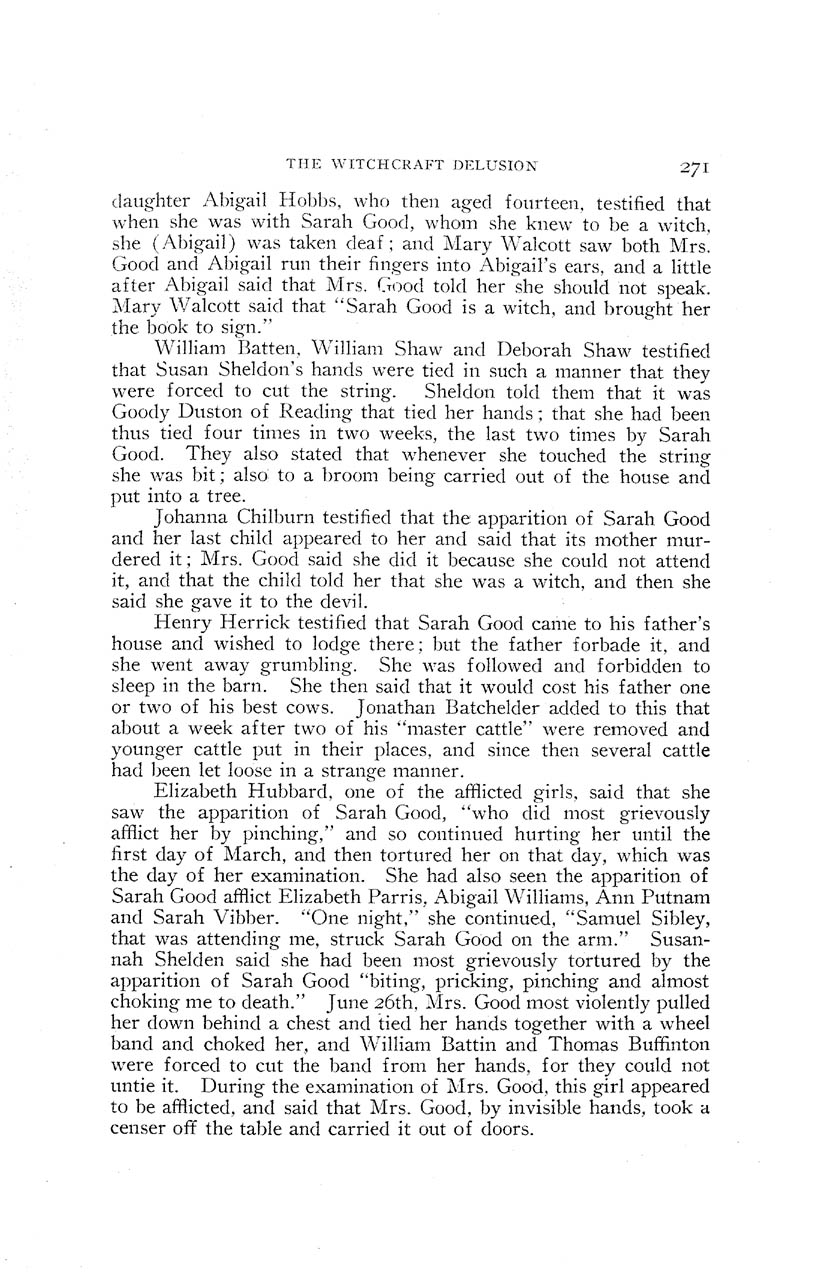 THE WITCHCRAFT DELUSION 271
daughter Abigail Hobbs, who then aged fourteen, testified that
when she was with Sarah Good, whom she knew to be a witch,
she (Abigail) was taken deaf; and Mary Walcott saw both Mrs.
Good and Abigail run their fingers into Abigail's ears, and a little
after Abigail said that Mrs. Good told her she should not speak.
Mary Walcott said that “Sarah Good is a witch, and brought her
the book to sign.”
William Batten, William Shaw and Deborah Shaw testified
that Susan Sheldon's hands were tied in such a manner that they
were forced to cut the string. Sheldon told them that it was
Goody Duston of Reading that tied her hands; that she had been
thus tied four times in two weeks, the last two times by Sarah
Good. They also stated that whenever she touched the string
she was bit; also to a broom being carried out of the house and
put into a tree.
Johanna Chilburn testified that the apparition of Sarah Good
and her last child appeared to her and said that its mother mur-
dered it; Mrs. Good said she did it because she could not attend
it, and that the child told her that she was a witch, and then she
said she gave it to the devil.
Henry Herrick testified that Sarah Good came to his father's
house and wished to lodge there; but the father forbade it, and
she went away grumbling. She was followed and forbidden to
sleep in the barn. She then said that it would cost his father one
or two of his best cows. Jonathan Batchelder added to this that
about a week after two of his “master cattle” were removed and
younger cattle put in their places, and since then several cattle
had been let loose in a strange manner.
Elizabeth Hubbard, one of the afflicted girls, said that she
saw the apparition of Sarah Good, “who did most grievously
afflict her by pinching,” and so continued hurting her until the
first day of March, and then tortured her on that day, which was
the day of her examination. She had also seen the apparition of
Sarah Good afflict Elizabeth Parris, Abigail Williams, Ann Putnam
and Sarah Vibber. “One night,” she continued, “Samuel Sibley,
that was attending me, struck Sarah Good on the arm.” Susan-
nah Shelden said she had been most grievously tortured by the
apparition of Sarah Good “biting, pricking, pinching and almost
choking me to death.” June 26th, Mrs. Good most violently pulled
her down behind a chest and tied her hands together with a wheel
band and choked her, and William Battin and Thomas Buffinton
were forced to cut the band from her hands, for they could not
untie it. During the examination of Mrs. Good, this girl appeared
to be afflicted, and said that Mrs. Good, by invisible hands, took a
censer off the table and carried it out of doors.